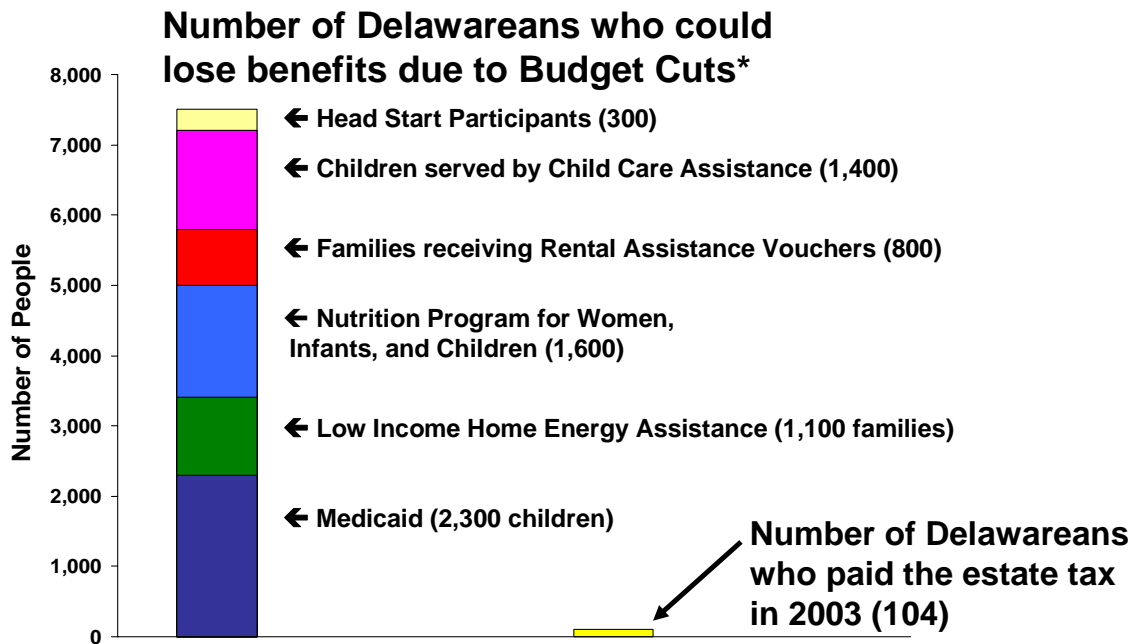 Number of Delawareans who could
lose benefits due to Budget Cuts*
8,000
7,000
6,000
5,000
4,000
3,000
2,000
1,000
0
Number of People
← Head Start Participants (300)
← Children served by Child Care Assistance (1,400)
← Families receiving Rental Assistance Vouchers (800)
← Nutrition Program for Women,
Infants, and Children (1,600)
← Low Income Home Energy Assistance (1,100 families)
← Medicaid (2,300 children)
Number of Delawareans
who paid the estate tax
in 2003 (104)